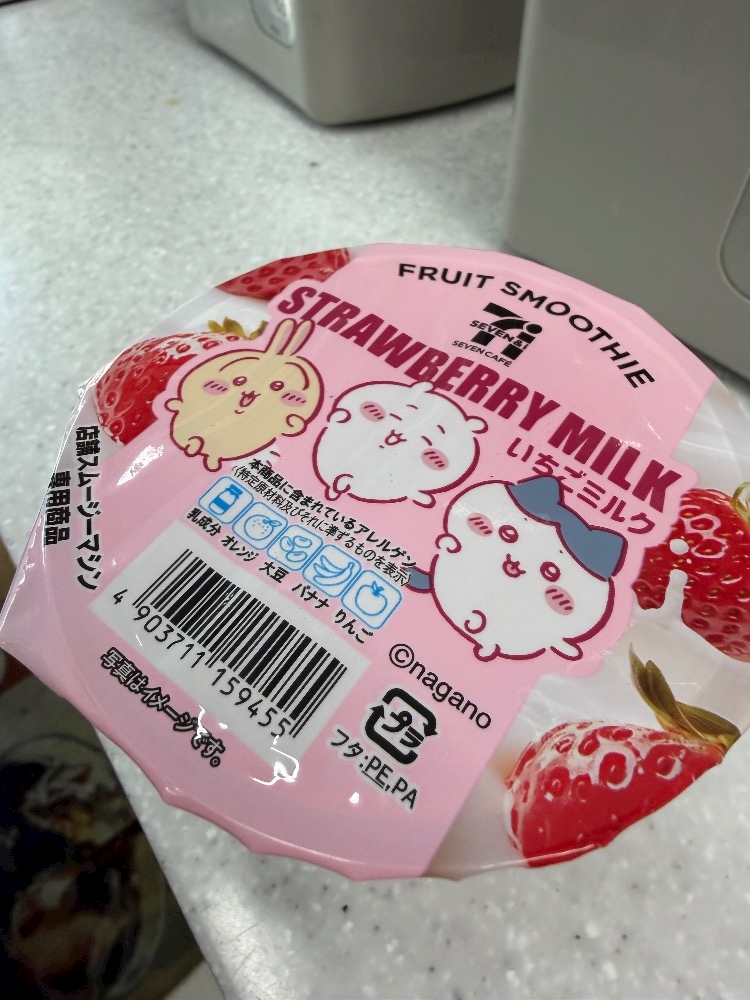 FRUIT SMOOTHIE
SEVEN&i
SEVEN CAFÉ
STRAWBERRY MILK
いちごミルク
本商品に含まれているアレルゲン
(特定原材料及びそれに準ずるものを表示)
乳成分 オレンジ 大豆 バナナ りんご
店舗スムージーマシン
専用商品
4 903711 159455
©nagano
写真はイメージです。
プラ
フタ:PE,PA